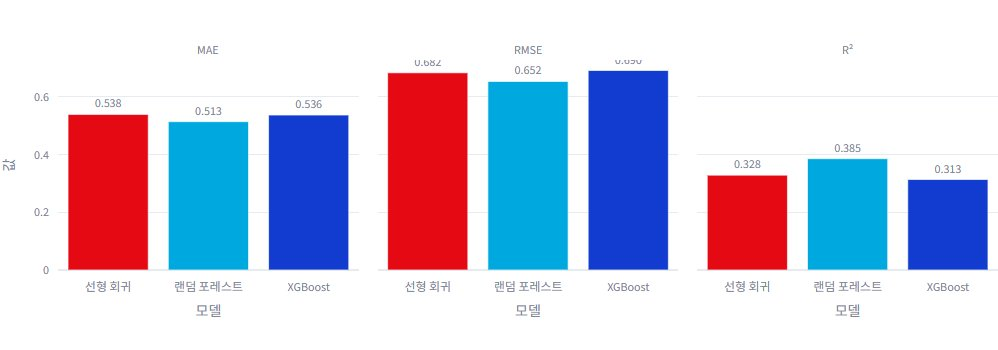 MAE
RMSE
R²
값
0.6
0.4
0.2
0
0.538
0.513
0.536
0.682
0.652
0.690
0.328
0.385
0.313
선형 회귀
랜덤 포레스트
XGBoost
선형 회귀
랜덤 포레스트
XGBoost
선형 회귀
랜덤 포레스트
XGBoost
모델
모델
모델